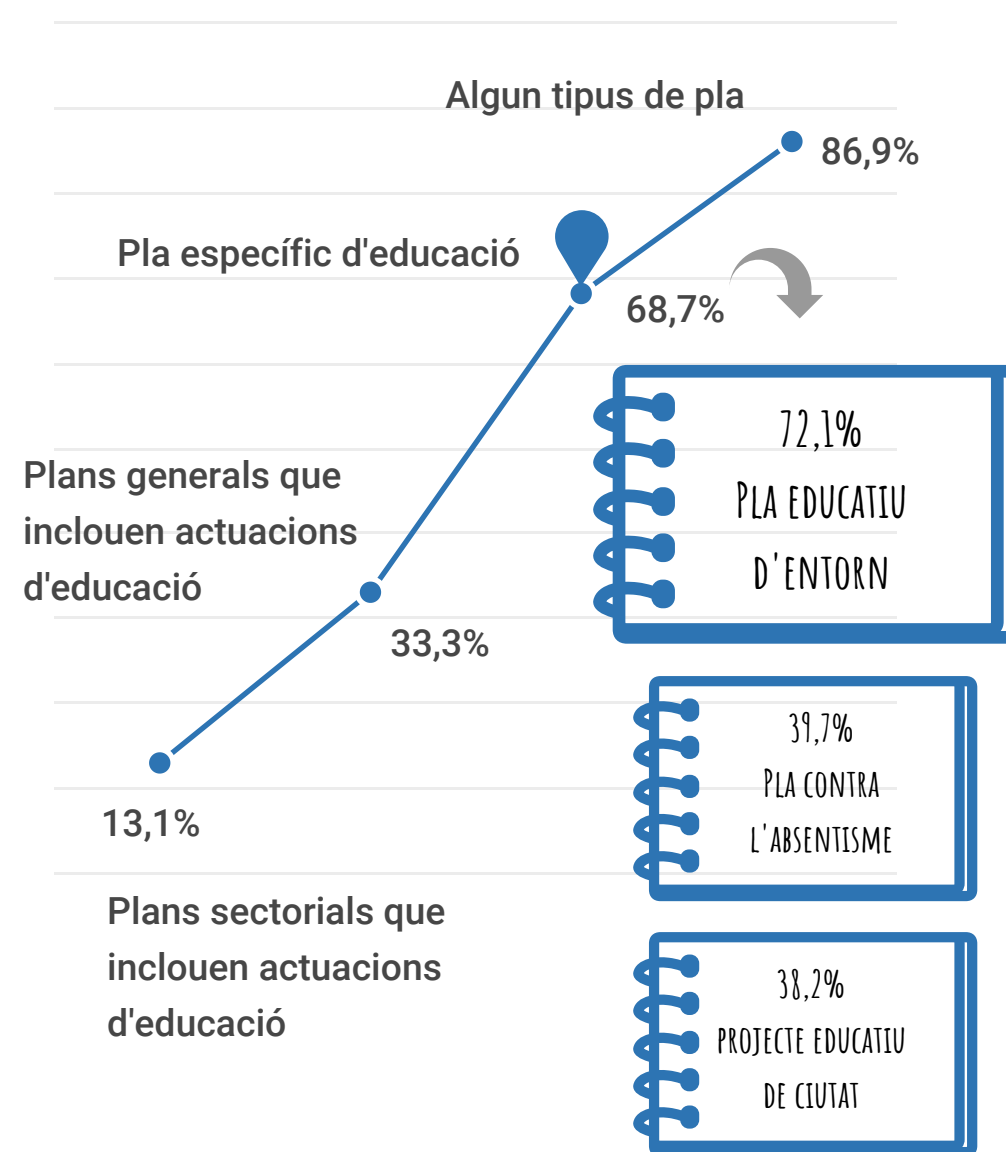 Algun tipus de pla
86,9%
Pla específic d'educació
68,7%
Plans generals que
inclouen actuacions
d'educació
33,3%
13,1%
Plans sectorials que
inclouen actuacions
d'educació
72,1%
Pla educatiu
d'entorn
39,7%
Pla contra
l'absentisme
38,2%
projecte educatiu
de ciutat